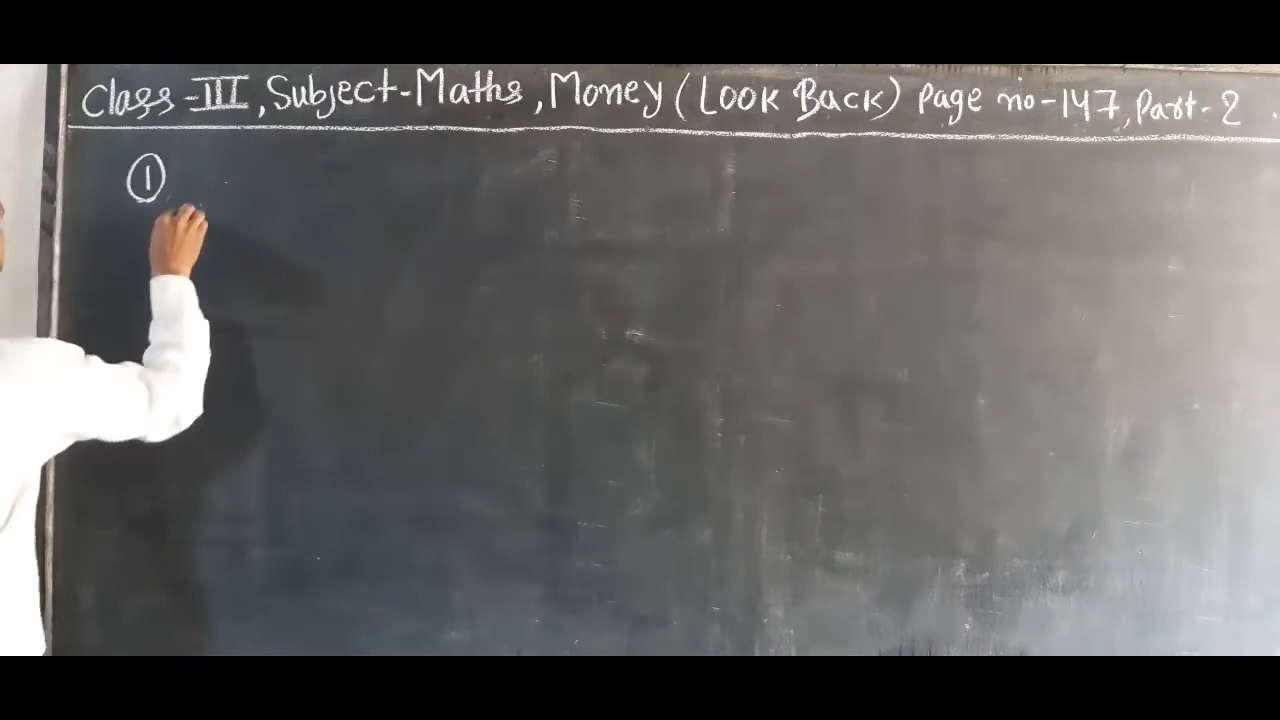 Class-III, Subject-Maths, Money (Look Back) Page no-147, Part-2.
①